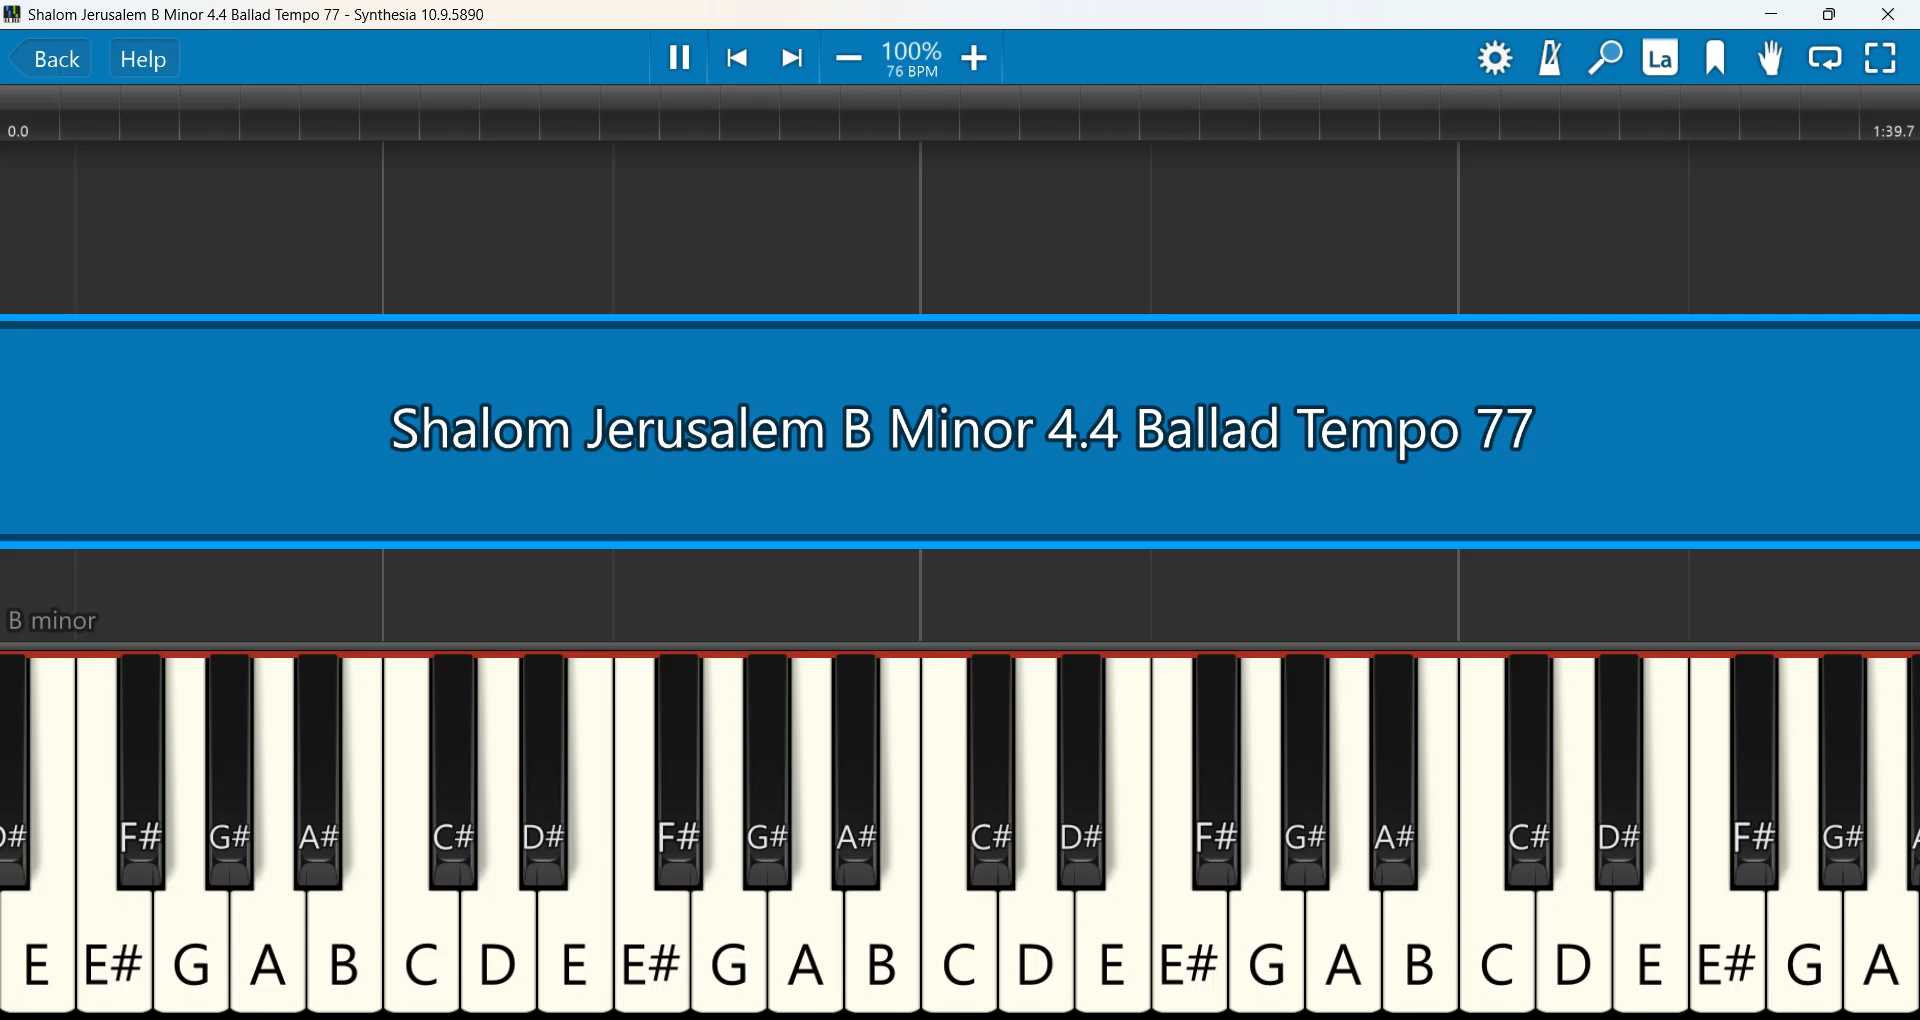 Shalom Jerusalem B Minor 4.4 Ballad Tempo 77 - Synthesia 10.9.5890
Back Help 100% La
76 BPM
0.0 1:39.7
Shalom Jerusalem B Minor 4.4 Ballad Tempo 77
B minor
D# F# G# A# C# D# F# G# A# C# D# F# G# A# C# D# F# G#
E E# G A B C D E E# G A B C D E E# G A B C D E E# G A